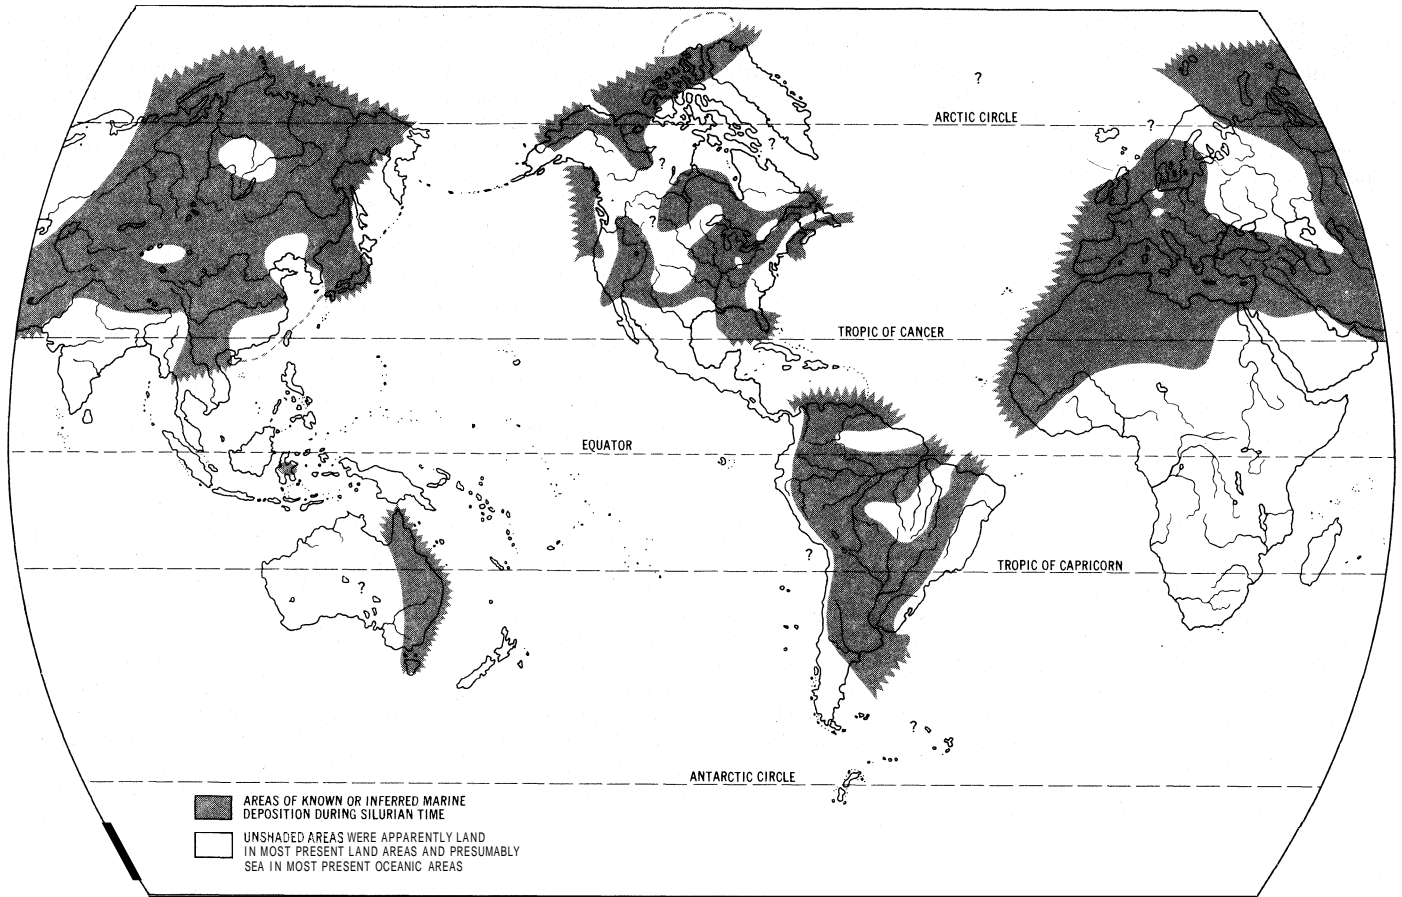 ?
ARCTIC CIRCLE
?
?
?
?
TROPIC OF CANCER
EQUATOR
?
TROPIC OF CAPRICORN
?
?
ANTARCTIC CIRCLE
AREAS OF KNOWN OR INFERRED MARINE
DEPOSITION DURING SILURIAN TIME
UNSHADED AREAS WERE APPARENTLY LAND
IN MOST PRESENT LAND AREAS AND PRESUMABLY
SEA IN MOST PRESENT OCEANIC AREAS